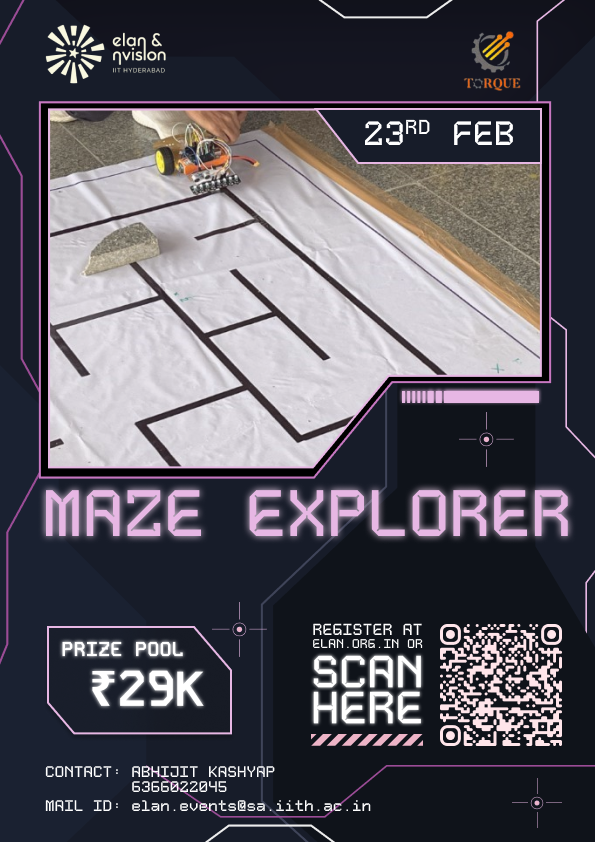 elan &
ηvision
IIT HYDERABAD
TORQUE
23RD FEB
MAZE EXPLORER
PRIZE POOL
₹29K
REGISTER AT
ELAN.ORG.IN OR
SCAN
HERE
CONTACT: ABHIJIT KASHYAP
6366022045
MAIL ID: elan.events@sa.iith.ac.in